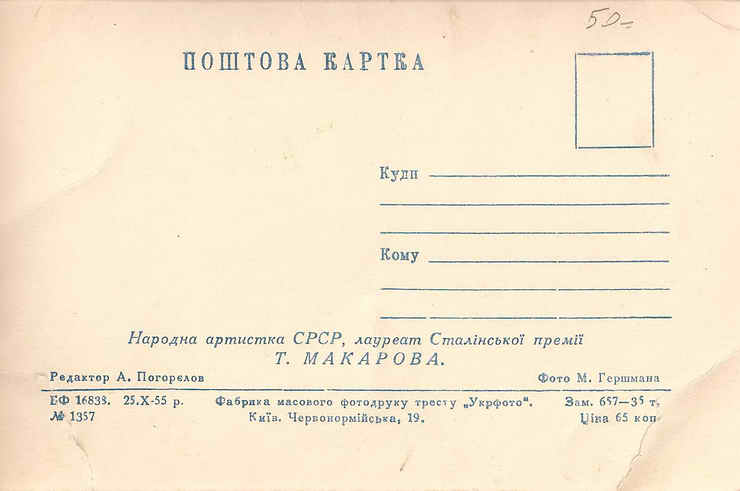 50-
ПОШТОВА КАРТКА
Куди
Кому
Народна артистка СРСР, лауреат Сталінської премії
Т. МАКАРОВА.
Редактор А. Погорєлов
Фото М. Гершмана
БФ 16838. 25.X-55 р. Фабрика масового фотодруку тресту „Укрфото“. Зам. 657—35 т.
№ 1357 Київ. Червоноармійська, 19. Ціна 65 коп.